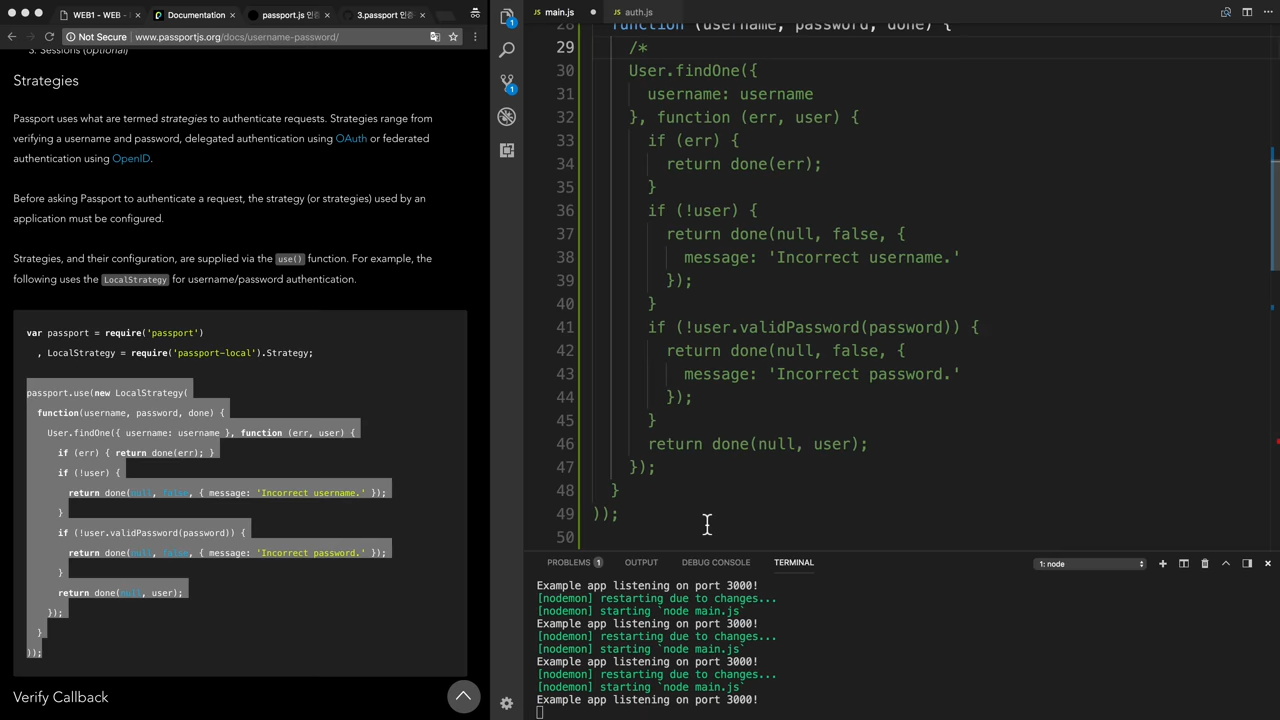 WEB1 - WEB -
Documentation
passport.js 인증
3.passport 인증
Not Secure
www.passportjs.org/docs/username-password/
3. Sessions (optional)
Strategies
Passport uses what are termed strategies to authenticate requests. Strategies range from
verifying a username and password, delegated authentication using OAuth or federated
authentication using OpenID.
Before asking Passport to authenticate a request, the strategy (or strategies) used by an
application must be configured.
Strategies, and their configuration, are supplied via the use() function. For example, the
following uses the LocalStrategy for username/password authentication.
var passport = require('passport')
, LocalStrategy = require('passport-local').Strategy;
passport.use(new LocalStrategy(
function(username, password, done) {
User.findOne({ username: username }, function (err, user) {
if (err) { return done(err); }
if (!user) {
return done(null, false, { message: 'Incorrect username.' });
}
if (!user.validPassword(password)) {
return done(null, false, { message: 'Incorrect password.' });
}
return done(null, user);
});
}
));
Verify Callback
main.js
auth.js
28 function (username, password, done) {
29 /*
30 User.findOne({
31 username: username
32 }, function (err, user) {
33 if (err) {
34 return done(err);
35 }
36 if (!user) {
37 return done(null, false, {
38 message: 'Incorrect username.'
39 });
40 }
41 if (!user.validPassword(password)) {
42 return done(null, false, {
43 message: 'Incorrect password.'
44 });
45 }
46 return done(null, user);
47 });
48 }
49 ));
50
PROBLEMS 1 OUTPUT DEBUG CONSOLE TERMINAL 1: node
Example app listening on port 3000!
[nodemon] restarting due to changes...
[nodemon] starting `node main.js`
Example app listening on port 3000!
[nodemon] restarting due to changes...
[nodemon] starting `node main.js`
Example app listening on port 3000!
[nodemon] restarting due to changes...
[nodemon] starting `node main.js`
Example app listening on port 3000!